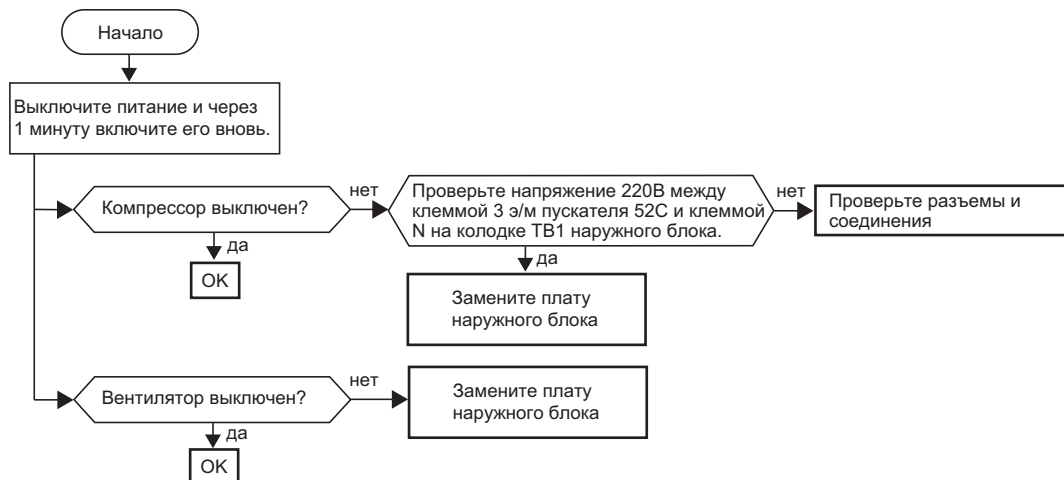 Начало
Выключите питание и через
1 минуту включите его вновь.
Компрессор выключен?
нет
Проверьте напряжение 220В между
клеммой 3 э/м пускателя 52С и клеммой
N на колодке ТВ1 наружного блока.
нет
Проверьте разъемы и
соединения
да
OK
да
Замените плату
наружного блока
Вентилятор выключен?
нет
Замените плату
наружного блока
да
OK